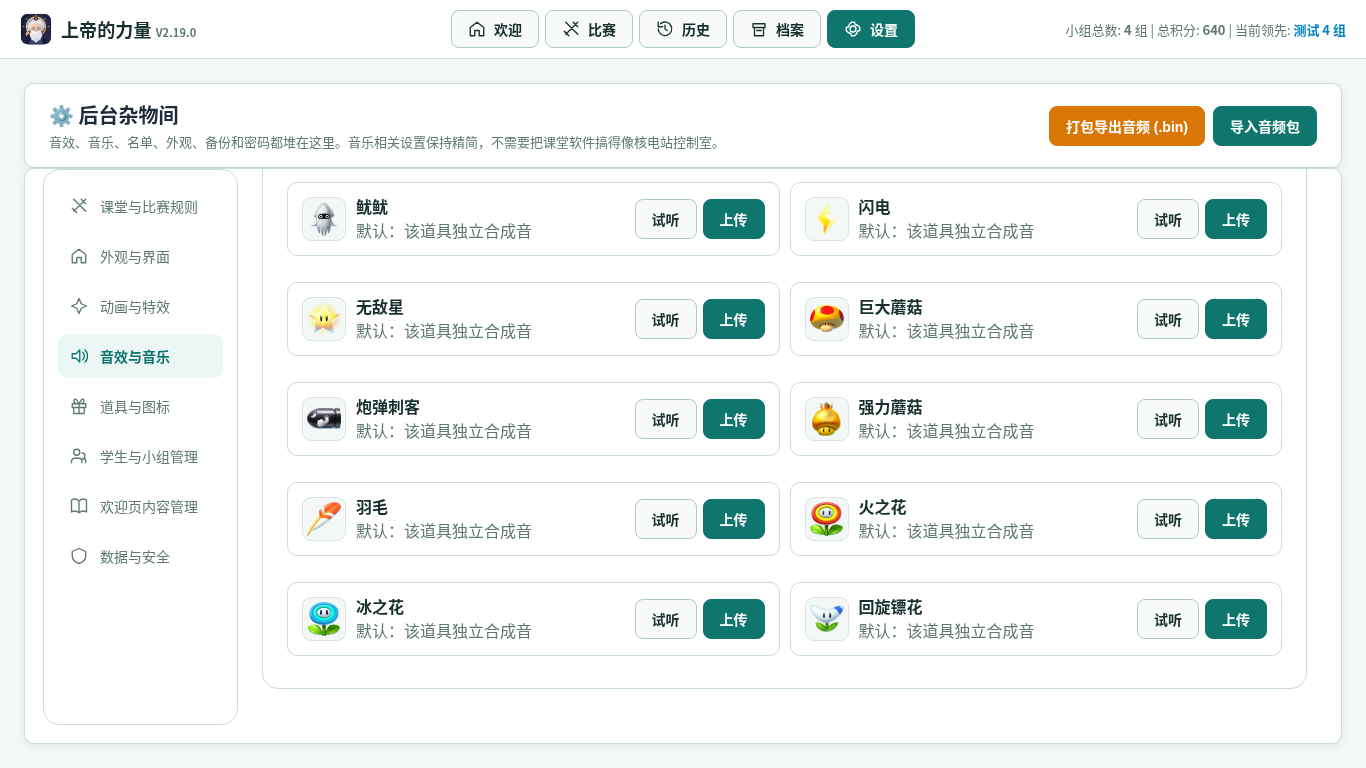 上帝的力量 V2.19.0
欢迎
比赛
历史
档案
设置
小组总数: 4 组 | 总积分: 640 | 当前领先: 测试 4 组
后台杂物间
音效、音乐、名单、外观、备份和密码都堆在这里。音乐相关设置保持精简，不需要把课堂软件搞得像核电站控制室。
打包导出音频 (.bin)
导入音频包
课堂与比赛规则
外观与界面
动画与特效
音效与音乐
道具与图标
学生与小组管理
欢迎页内容管理
数据与安全
鱿鱿
默认：该道具独立合成音
试听
上传
闪电
默认：该道具独立合成音
试听
上传
无敌星
默认：该道具独立合成音
试听
上传
巨大蘑菇
默认：该道具独立合成音
试听
上传
炮弹刺客
默认：该道具独立合成音
试听
上传
强力蘑菇
默认：该道具独立合成音
试听
上传
羽毛
默认：该道具独立合成音
试听
上传
火之花
默认：该道具独立合成音
试听
上传
冰之花
默认：该道具独立合成音
试听
上传
回旋镖花
默认：该道具独立合成音
试听
上传